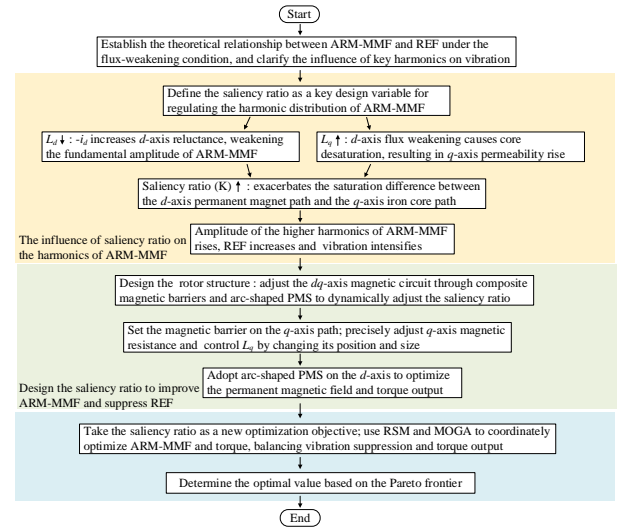 Start
Establish the theoretical relationship between ARM-MMF and REF under the
flux-weakening condition, and clarify the influence of key harmonics on vibration
Define the saliency ratio as a key design variable for
regulating the harmonic distribution of ARM-MMF
Ld ↓ : -id increases d-axis reluctance, weakening
the fundamental amplitude of ARM-MMF
Lq ↑ : d-axis flux weakening causes core
desaturation, resulting in q-axis permeability rise
Saliency ratio (K) ↑ : exacerbates the saturation difference between
the d-axis permanent magnet path and the q-axis iron core path
Amplitude of the higher harmonics of ARM-MMF
rises, REF increases and vibration intensifies
The influence of saliency ratio on
the harmonics of ARM-MMF
Design the rotor structure : adjust the dq-axis magnetic circuit through composite
magnetic barriers and arc-shaped PMS to dynamically adjust the saliency ratio
Set the magnetic barrier on the q-axis path; precisely adjust q-axis magnetic
resistance and control Lq by changing its position and size
Adopt arc-shaped PMS on the d-axis to optimize
the permanent magnetic field and torque output
Design the saliency ratio to improve
ARM-MMF and suppress REF
Take the saliency ratio as a new optimization objective; use RSM and MOGA to coordinately
optimize ARM-MMF and torque, balancing vibration suppression and torque output
Determine the optimal value based on the Pareto frontier
End